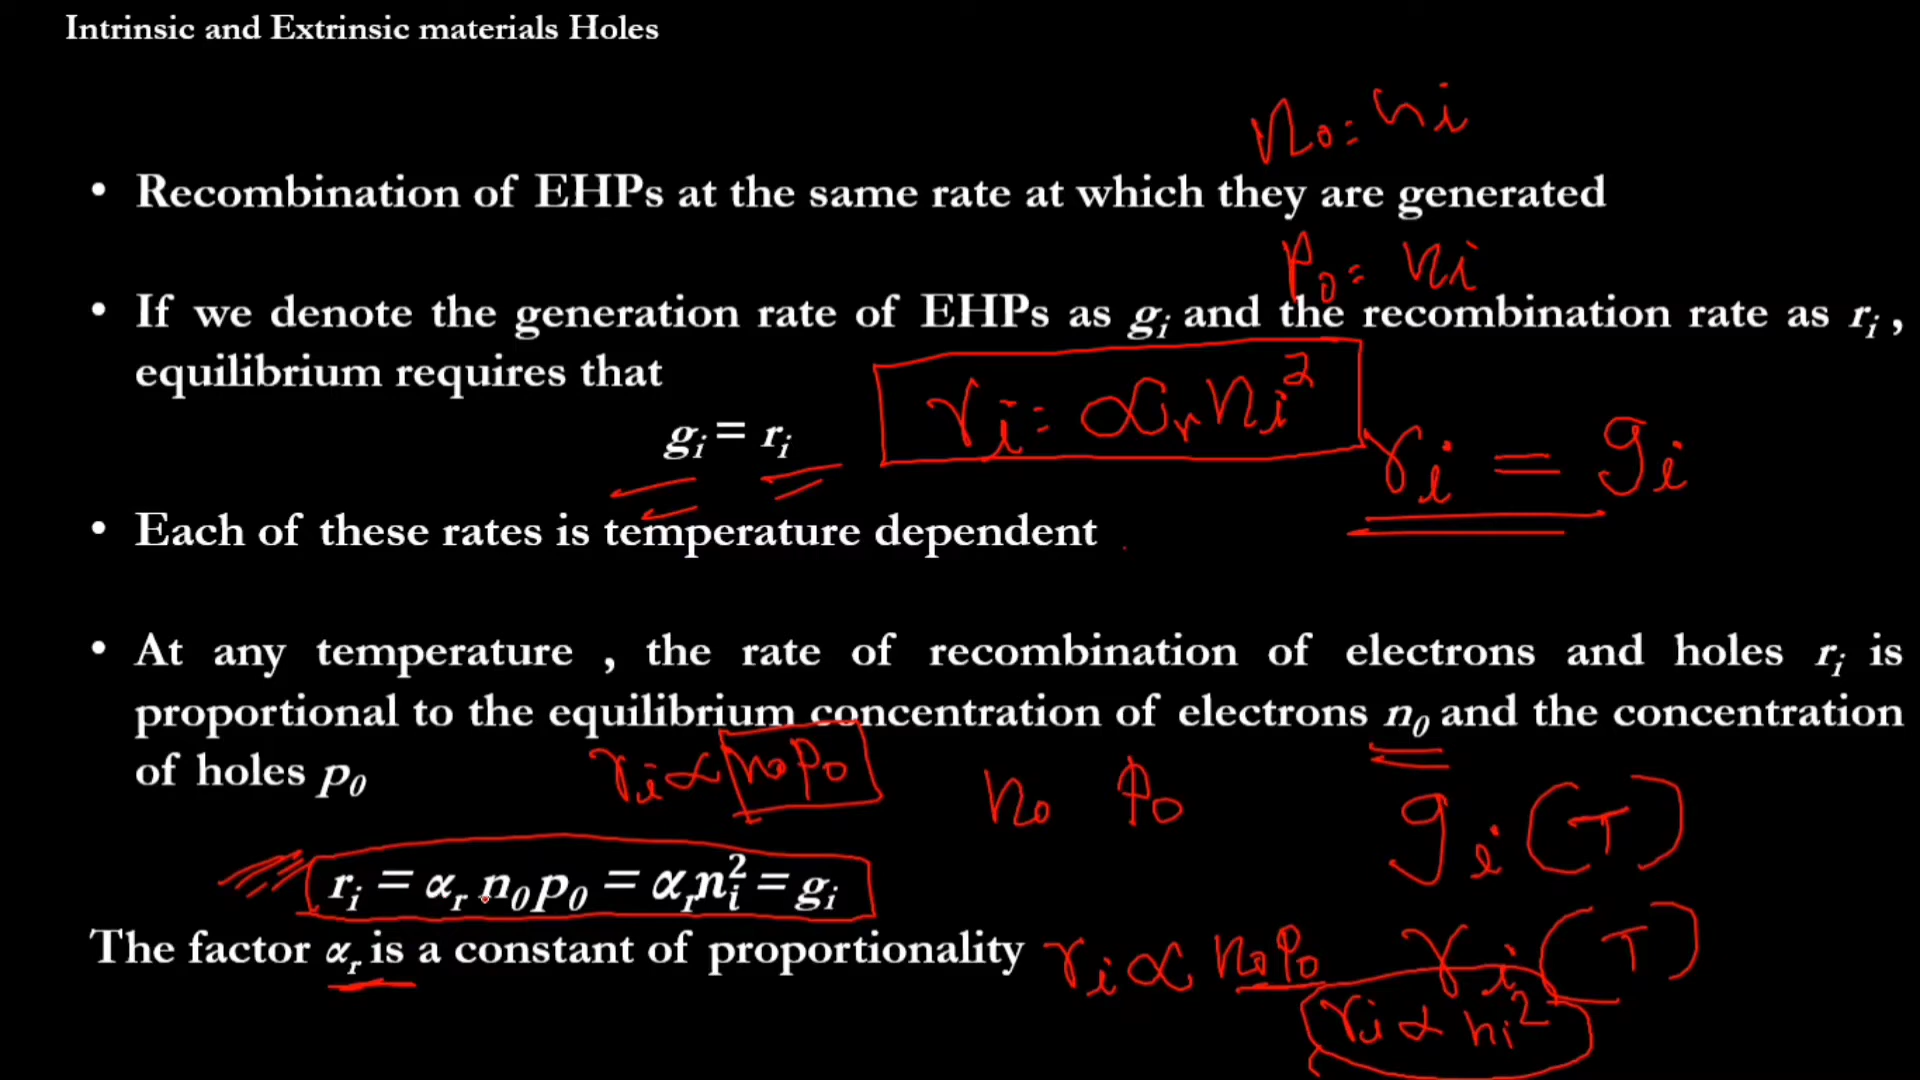 Intrinsic and Extrinsic materials Holes
n₀ = nᵢ
• Recombination of EHPs at the same rate at which they are generated
p₀ = nᵢ
• If we denote the generation rate of EHPs as gᵢ and the recombination rate as rᵢ ,
equilibrium requires that
rᵢ = αᵣ nᵢ²
gᵢ = rᵢ
rᵢ = gᵢ
• Each of these rates is temperature dependent
• At any temperature , the rate of recombination of electrons and holes rᵢ is
proportional to the equilibrium concentration of electrons n₀ and the concentration
of holes p₀
rᵢ ∝ n₀p₀
n₀ p₀
gᵢ(T)
rᵢ = αᵣ n₀p₀ = αᵣnᵢ² = gᵢ
The factor αᵣ is a constant of proportionality
rᵢ ∝ n₀p₀
rᵢ(T)
rᵢ ∝ nᵢ²